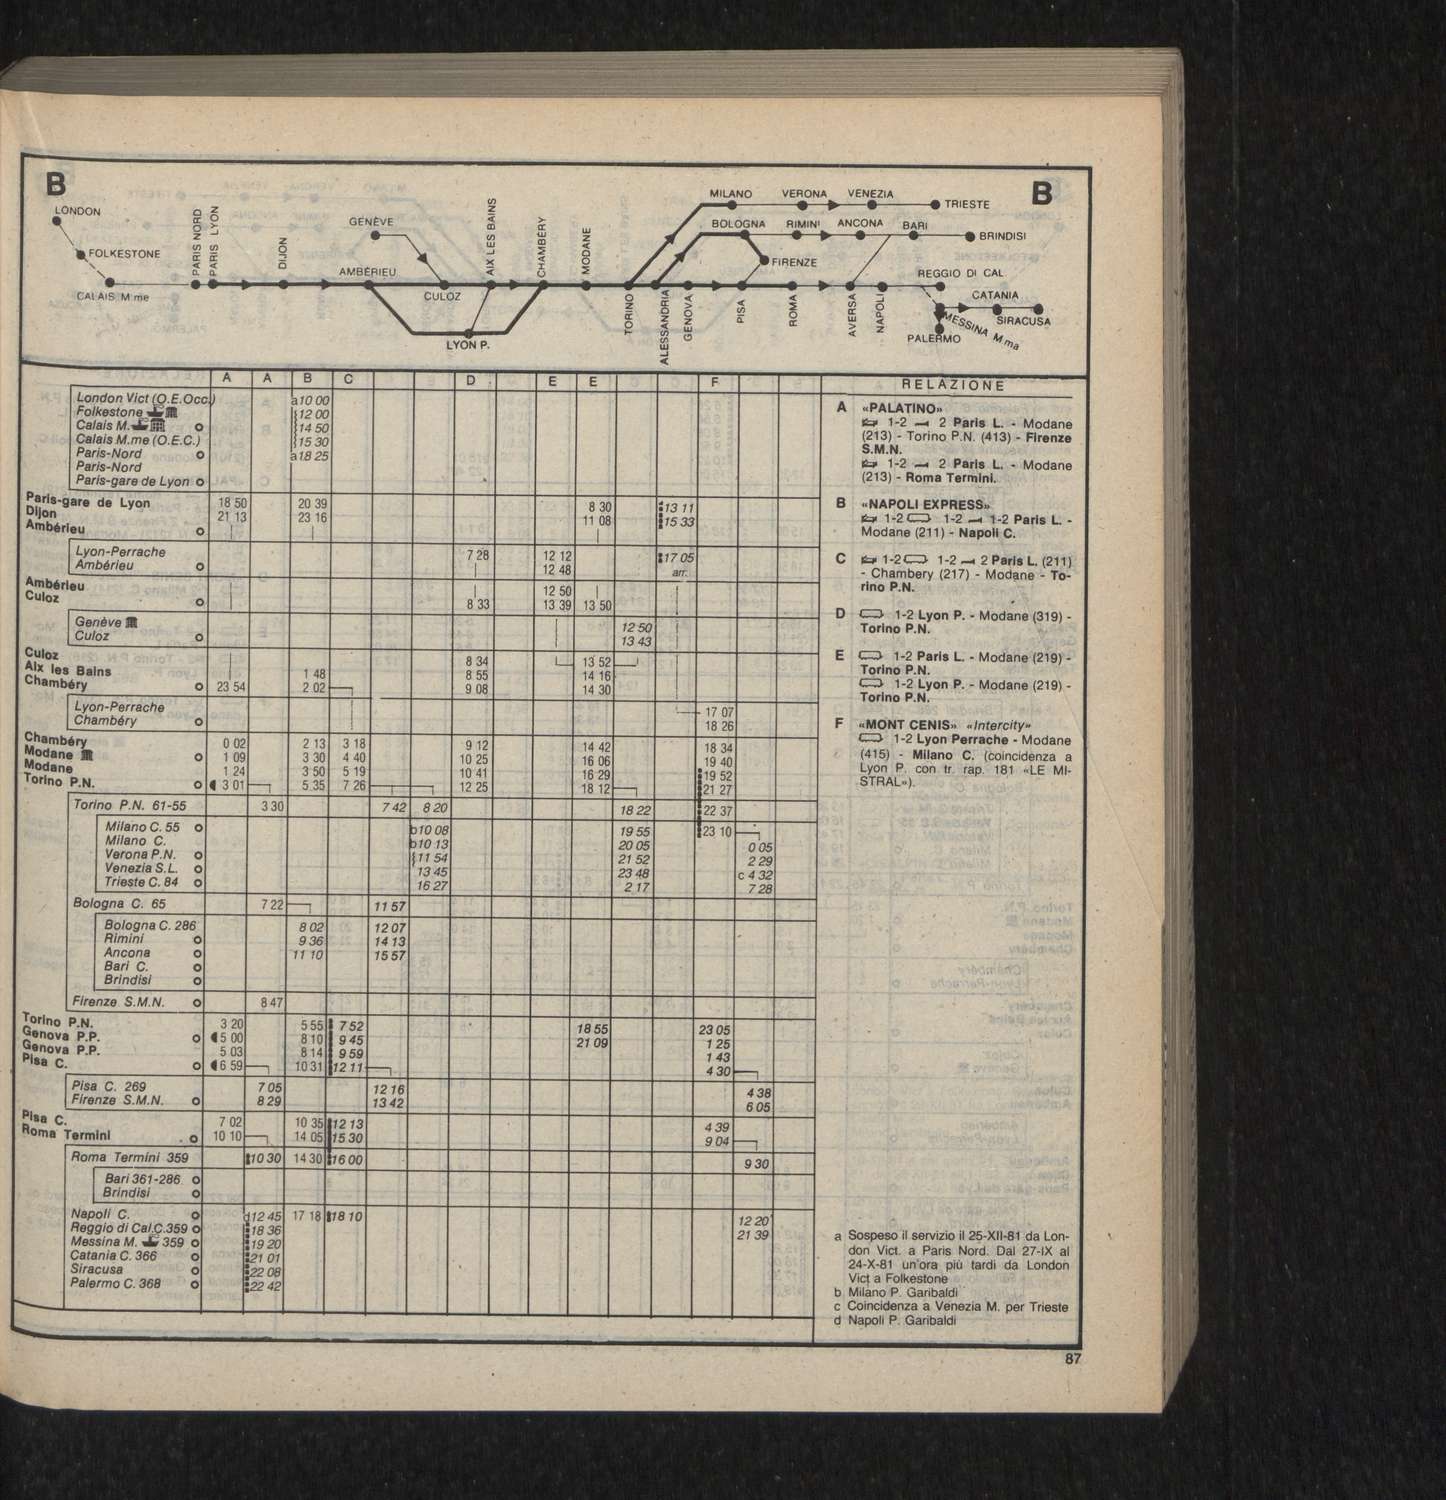 B
B
LONDON
FOLKESTONE
CALAIS M.me
PARIS NORD
PARIS LYON
DIJON
GENÈVE
AMBÉRIEU
CULOZ
LYON P.
AIX LES BAINS
CHAMBÉRY
MODANE
TORINO
ALESSANDRIA
GENOVA
PISA
ROMA
AVERSA
NAPOLI
MILANO
VERONA
VENEZIA
TRIESTE
BOLOGNA
RIMINI
ANCONA
BARI
BRINDISI
FIRENZE
REGGIO DI CAL
CATANIA
SIRACUSA
MESSINA M.ma
PALERMO
A A B C D E E F
London Vict (O.E.Occ.) a10 00
Folkestone 12 00
Calais M. 14 50
Calais M.me (O.E.C.) 15 30
Paris-Nord a18 25
Paris-Nord
Paris-gare de Lyon
Paris-gare de Lyon 18 50 20 39 8 30 13 11
Dijon 21 13 23 16 11 08 15 33
Ambérieu
Lyon-Perrache 7 28 12 12 17 05
Ambérieu 12 48 arr.
Ambérieu 12 50
Culoz 8 33 13 39 13 50
Genève 12 50
Culoz 13 43
Culoz 8 34 13 52
Aix les Bains 1 48 8 55 14 16
Chambéry 23 54 2 02 9 08 14 30
Lyon-Perrache 17 07
Chambéry 18 26
Chambéry 0 02 2 13 3 18 9 12 14 42 18 34
Modane 1 09 3 30 4 40 10 25 16 06 19 40
Modane 1 24 3 50 5 19 10 41 16 29 19 52
Torino P.N. 3 01 5 35 7 26 12 25 18 12 21 27
Torino P.N. 61-55 3 30 7 42 8 20 18 22 22 37
Milano C. 55 b10 08 19 55 23 10
Milano C. b10 13 20 05 0 05
Verona P.N. 11 54 21 52 2 29
Venezia S.L. 13 45 23 48 c 4 32
Trieste C. 84 16 27 2 17 7 28
Bologna C. 65 7 22 11 57
Bologna C. 286 8 02 12 07
Rimini 9 36 14 13
Ancona 11 10 15 57
Bari C.
Brindisi
Firenze S.M.N. 8 47
Torino P.N. 3 20 5 55 7 52 18 55 23 05
Genova P.P. 5 00 8 10 9 45 21 09 1 25
Genova P.P. 5 03 8 14 9 59 1 43
Pisa C. 6 59 10 31 12 11 4 30
Pisa C. 269 7 05 12 16 4 38
Firenze S.M.N. 8 29 13 42 6 05
Pisa C. 7 02 10 35 12 13 4 39
Roma Termini 10 10 14 05 15 30 9 04
Roma Termini 359 10 30 14 30 16 00 9 30
Bari 361-286
Brindisi
Napoli C. d12 45 17 18 18 10 12 20
Reggio di Cal.C.359 18 36 21 39
Messina M. 359 19 20
Catania C. 366 21 01
Siracusa 22 08
Palermo C. 368 22 42
RELAZIONE
A «PALATINO»
1-2 2 Paris L. - Modane
(213) - Torino P.N. (413) - Firenze
S.M.N.
1-2 2 Paris L. - Modane
(213) - Roma Termini.
B «NAPOLI EXPRESS»
1-2 1-2 1-2 Paris L. -
Modane (211) - Napoli C.
C 1-2 1-2 2 Paris L. (211)
- Chambery (217) - Modane - To-
rino P.N.
D 1-2 Lyon P. - Modane (319) -
Torino P.N.
E 1-2 Paris L. - Modane (219) -
Torino P.N.
1-2 Lyon P. - Modane (219) -
Torino P.N.
F «MONT CENIS» «Intercity»
1-2 Lyon Perrache - Modane
(415) - Milano C. (coincidenza a
Lyon P. con tr. rap. 181 «LE MI-
STRAL»).
a Sospeso il servizio il 25-XII-81 da Lon-
don Vict. a Paris Nord. Dal 27-IX al
24-X-81 un'ora più tardi da London
Vict a Folkestone
b Milano P. Garibaldi
c Coincidenza a Venezia M. per Trieste
d Napoli P. Garibaldi
87